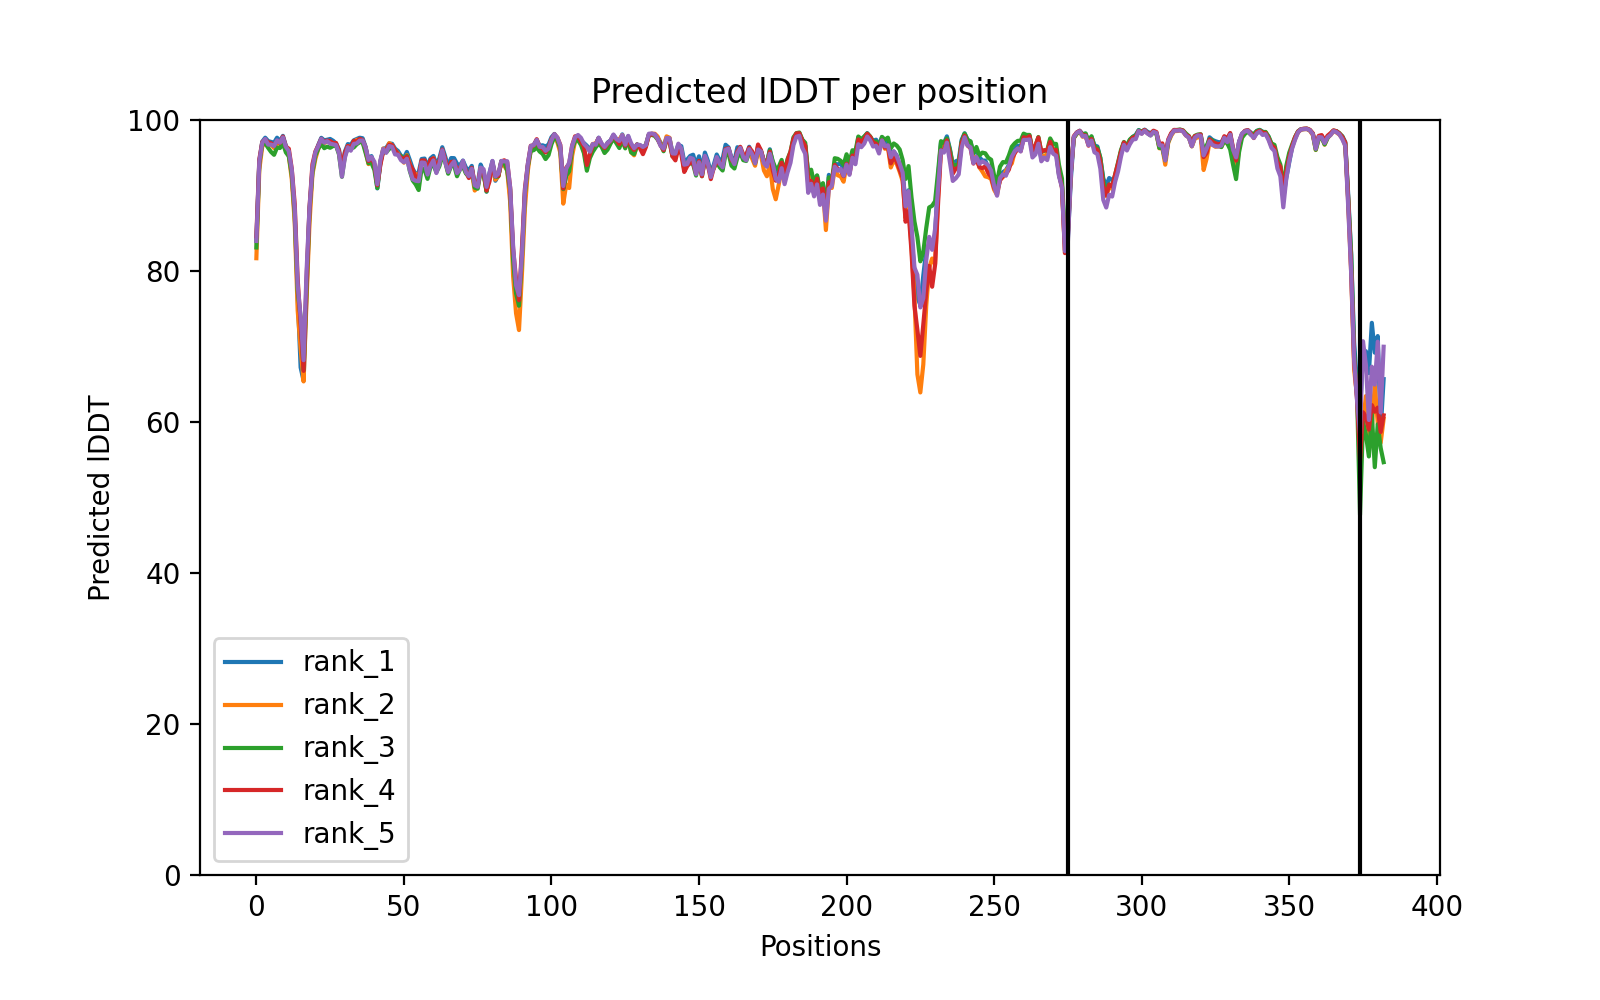 Predicted lDDT per position
100
80
60
40
20
0
Predicted lDDT
rank_1
rank_2
rank_3
rank_4
rank_5
0 50 100 150 200 250 300 350 400
Positions